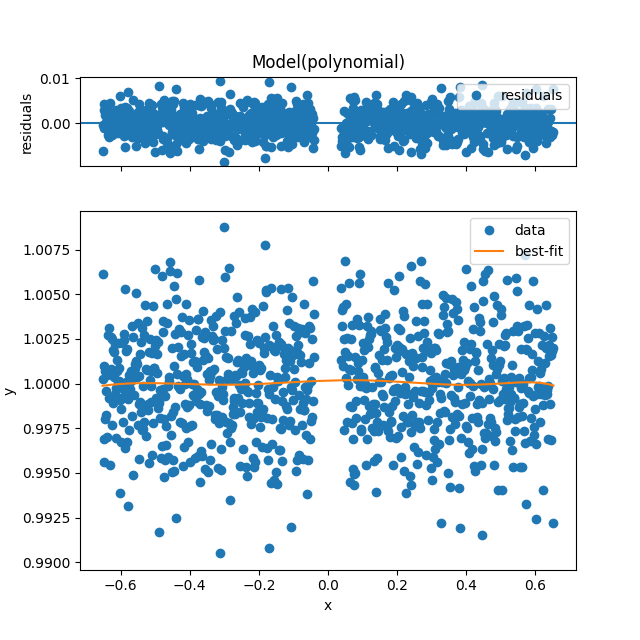 Model(polynomial)
0.01
0.00
residuals
residuals
1.0075
1.0050
1.0025
1.0000
0.9975
0.9950
0.9925
0.9900
y
data
best-fit
−0.6 −0.4 −0.2 0.0 0.2 0.4 0.6
x